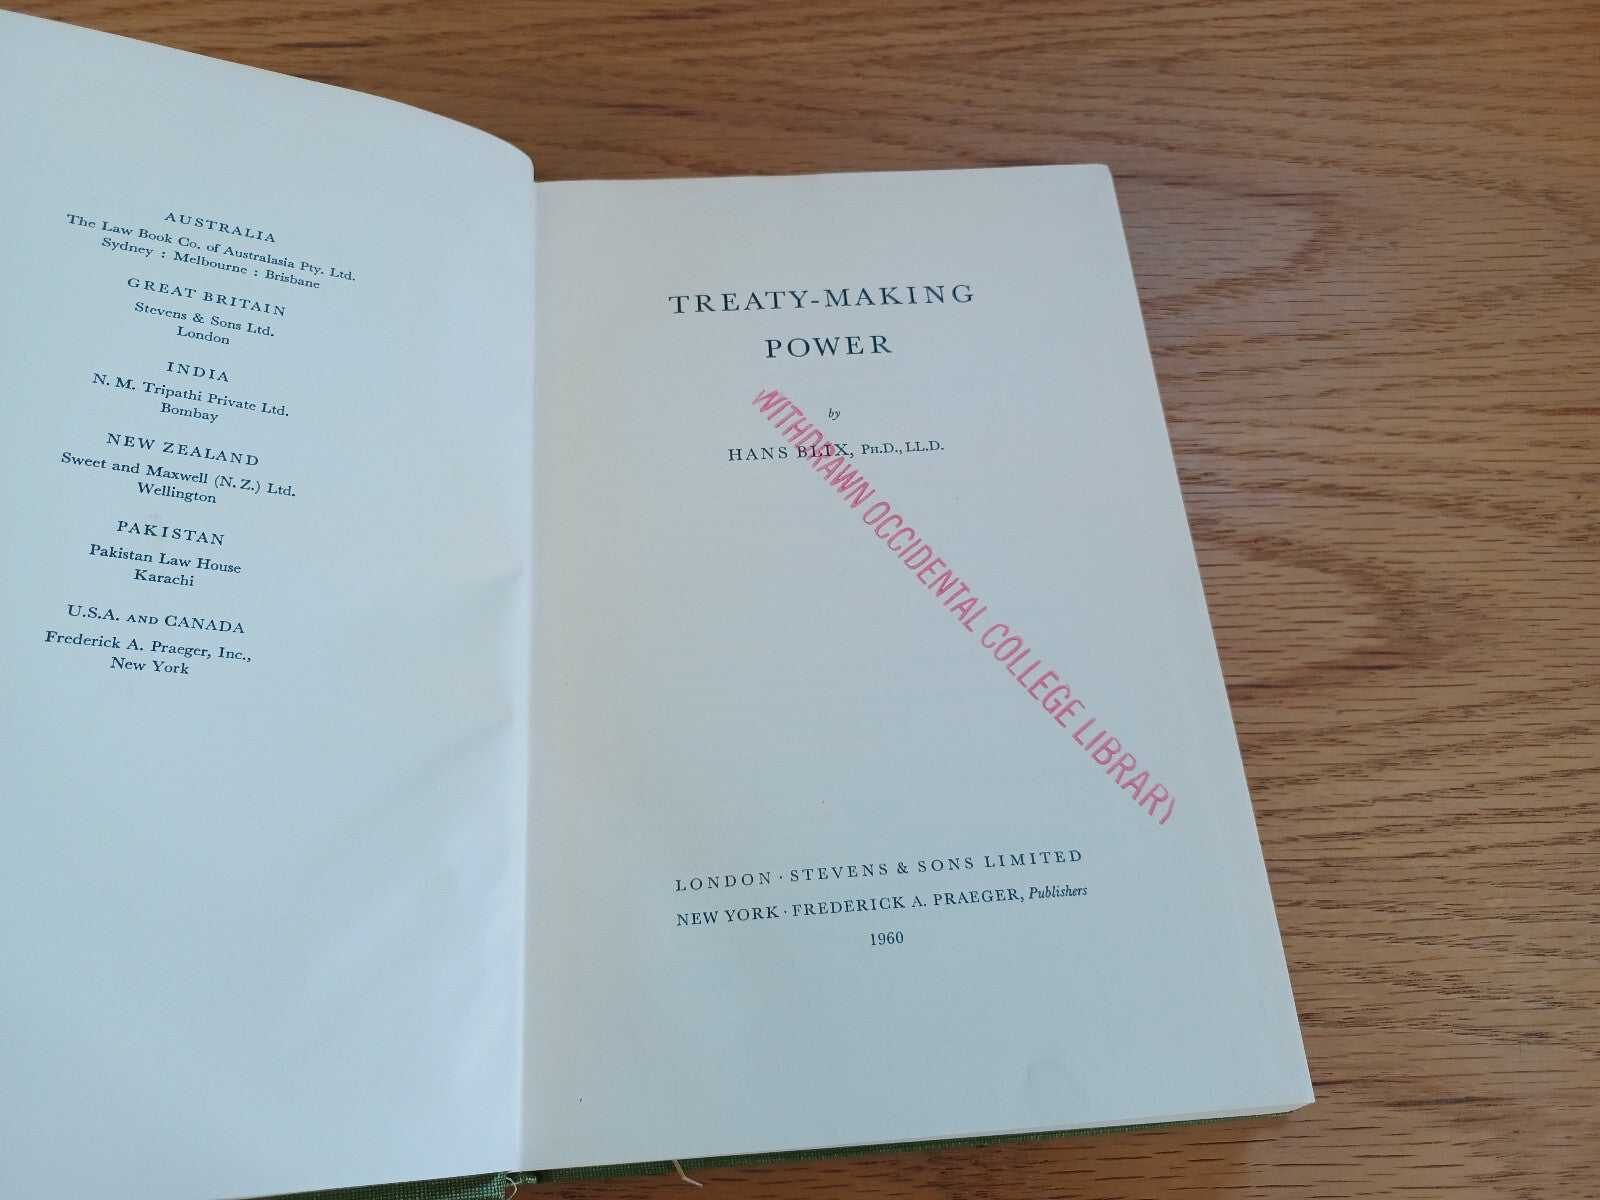 AUSTRALIA
The Law Book Co. of Australasia Pty. Ltd.
Sydney : Melbourne : Brisbane
GREAT BRITAIN
Stevens & Sons Ltd.
London
INDIA
N. M. Tripathi Private Ltd.
Bombay
NEW ZEALAND
Sweet and Maxwell (N. Z.) Ltd.
Wellington
PAKISTAN
Pakistan Law House
Karachi
U.S.A. AND CANADA
Frederick A. Praeger, Inc.,
New York
TREATY-MAKING
POWER
by
HANS BLIX, PH.D., LL.D.
WITHDRAWN OCCIDENTAL COLLEGE LIBRARY
LONDON · STEVENS & SONS LIMITED
NEW YORK · FREDERICK A. PRAEGER, Publishers
1960